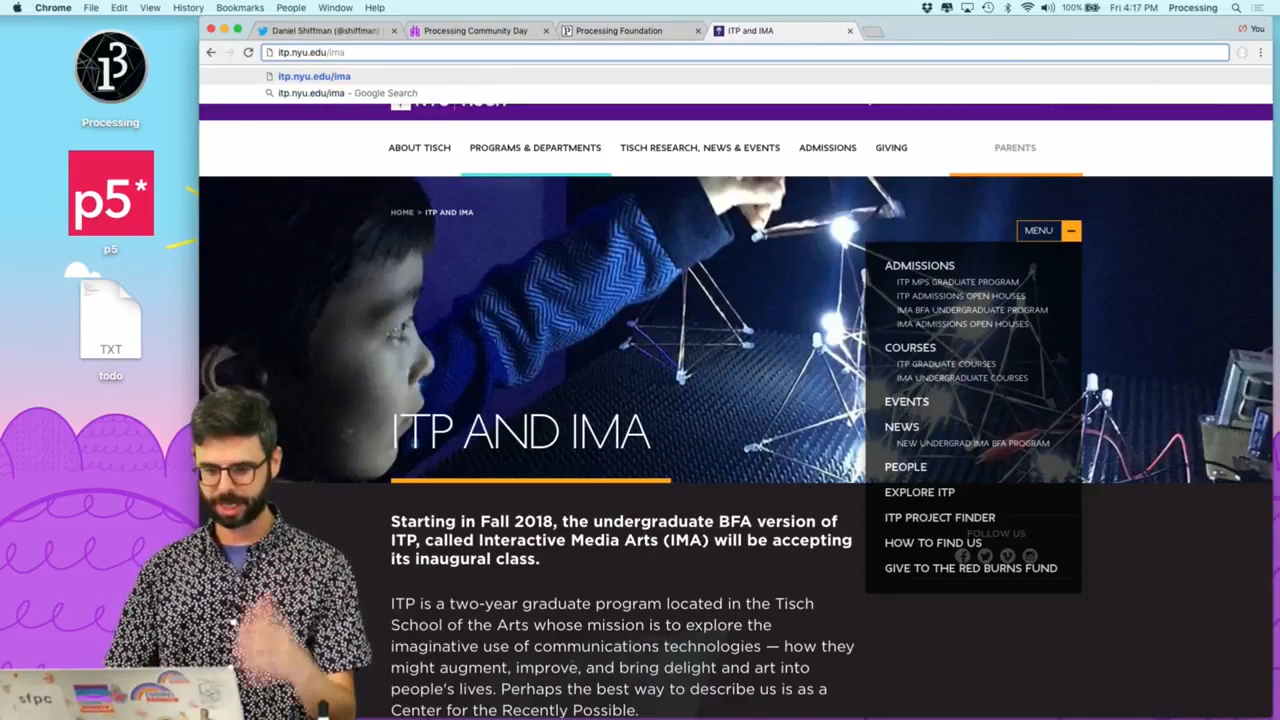 Chrome File Edit View History Bookmarks People Window Help 100% Fri 4:17 PM Processing
Daniel Shiffman (@shiffman) Processing Community Day Processing Foundation ITP and IMA You
itp.nyu.edu/ima
itp.nyu.edu/ima
itp.nyu.edu/ima - Google Search
ABOUT TISCH PROGRAMS & DEPARTMENTS TISCH RESEARCH, NEWS & EVENTS ADMISSIONS GIVING PARENTS
Processing
p5*
p5
TXT
todo
HOME > ITP AND IMA
MENU
ADMISSIONS
ITP MPS GRADUATE PROGRAM
ITP ADMISSIONS OPEN HOUSES
IMA BFA UNDERGRADUATE PROGRAM
IMA ADMISSIONS OPEN HOUSES
COURSES
ITP GRADUATE COURSES
IMA UNDERGRADUATE COURSES
EVENTS
NEWS
NEW UNDERGRAD IMA BFA PROGRAM
PEOPLE
EXPLORE ITP
ITP PROJECT FINDER
FOLLOW US
HOW TO FIND US
GIVE TO THE RED BURNS FUND
ITP AND IMA
Starting in Fall 2018, the undergraduate BFA version of
ITP, called Interactive Media Arts (IMA) will be accepting
its inaugural class.
ITP is a two-year graduate program located in the Tisch
School of the Arts whose mission is to explore the
imaginative use of communications technologies — how they
might augment, improve, and bring delight and art into
people's lives. Perhaps the best way to describe us is as a
Center for the Recently Possible.
sfpc